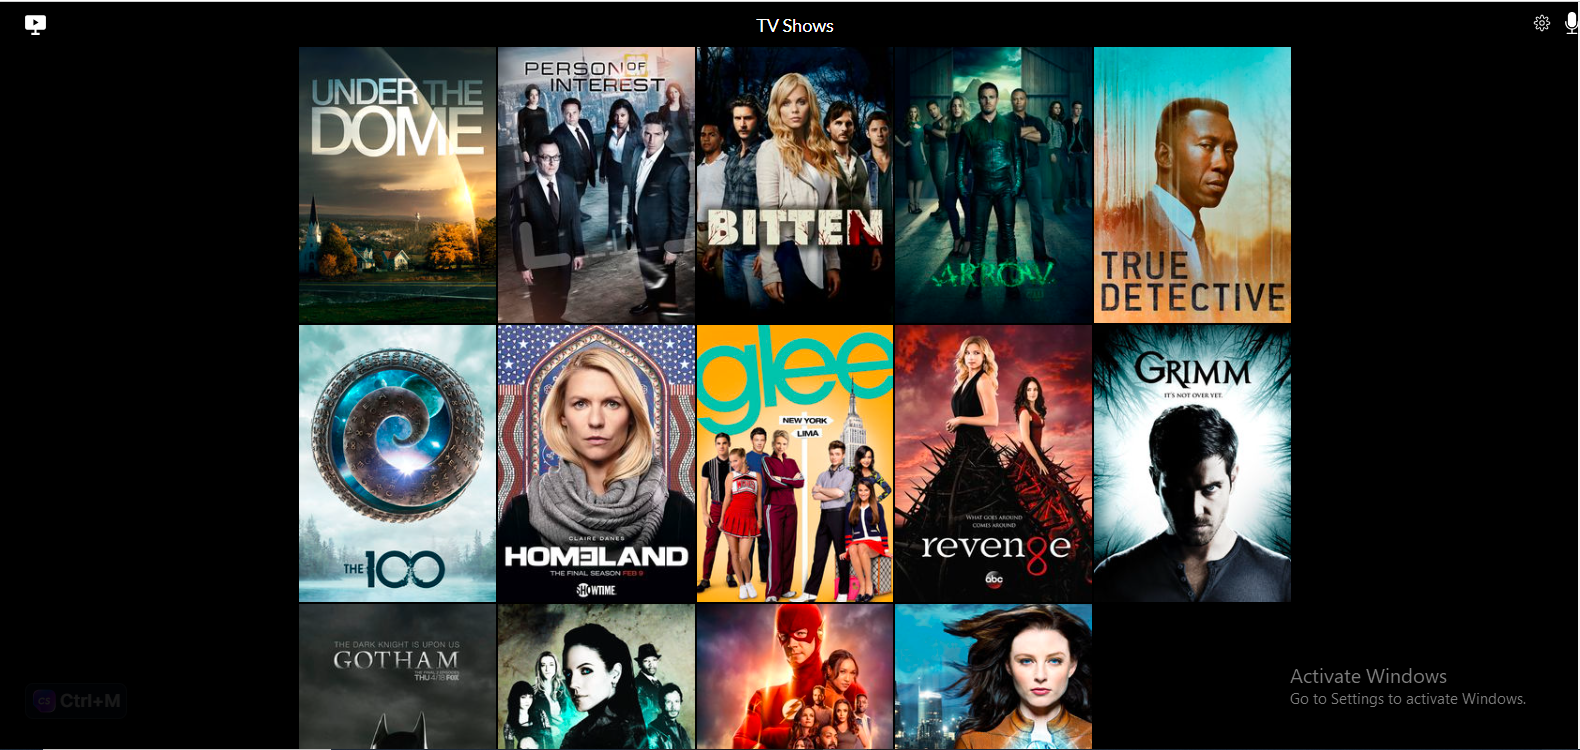 TV Shows
UNDER THE
DOME
PERSON OF
INTEREST
BITTEN
ARROW
TRUE
DETECTIVE
THE 100
CLAIRE DANES
HOMELAND
THE FINAL SEASON FEB 9
SHOWTIME
glee
NEW YORK
LIMA
WHAT GOES AROUND
COMES AROUND
revenge
abc
GRIMM
IT'S NOT OVER YET.
THE DARK KNIGHT IS UPON US
GOTHAM
THU 4/18 FOX
CS Ctrl+M
Activate Windows
Go to Settings to activate Windows.